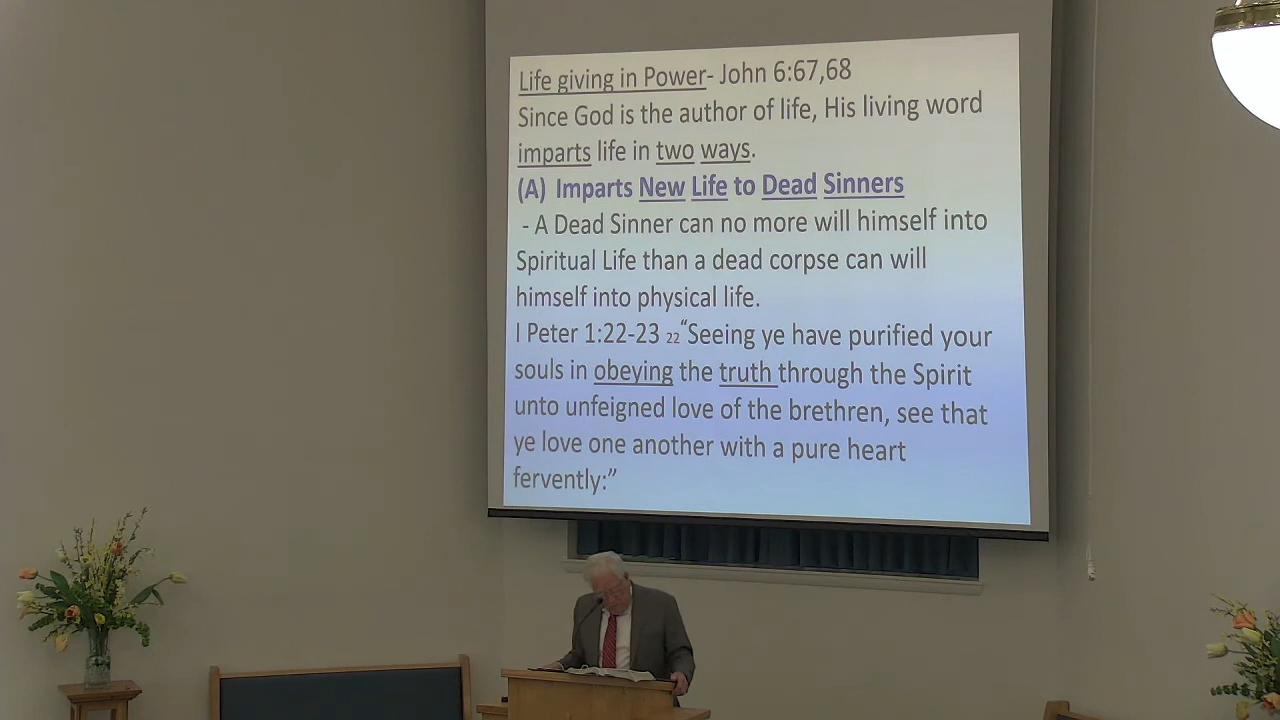 Life giving in Power- John 6:67,68
Since God is the author of life, His living word
imparts life in two ways.
(A) Imparts New Life to Dead Sinners
- A Dead Sinner can no more will himself into
Spiritual Life than a dead corpse can will
himself into physical life.
I Peter 1:22-23 22 “Seeing ye have purified your
souls in obeying the truth through the Spirit
unto unfeigned love of the brethren, see that
ye love one another with a pure heart
fervently:”